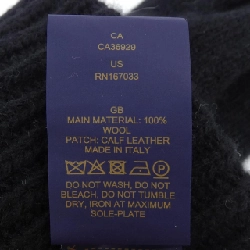 CA
CA36939
US
RN167033
GB
MAIN MATERIAL: 100%
WOOL
PATCH: CALF LEATHER
MADE IN ITALY
DO NOT WASH, DO NOT
BLEACH. DO NOT TUMBLE
DRY, IRON AT MAXIMUM
SOLE-PLATE